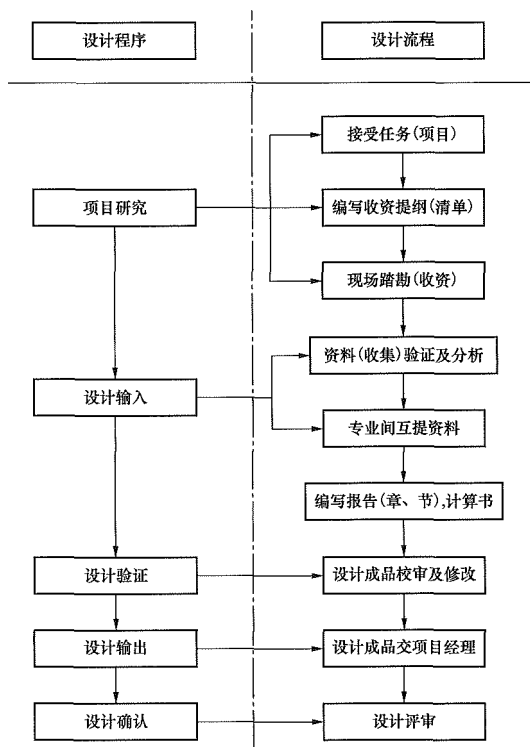 设计程序
设计流程
接受任务(项目)
项目研究
编写收资提纲(清单)
现场踏勘(收资)
资料(收集)验证及分析
设计输入
专业间互提资料
编写报告(章、节),计算书
设计验证
设计成品校审及修改
设计输出
设计成品交项目经理
设计确认
设计评审